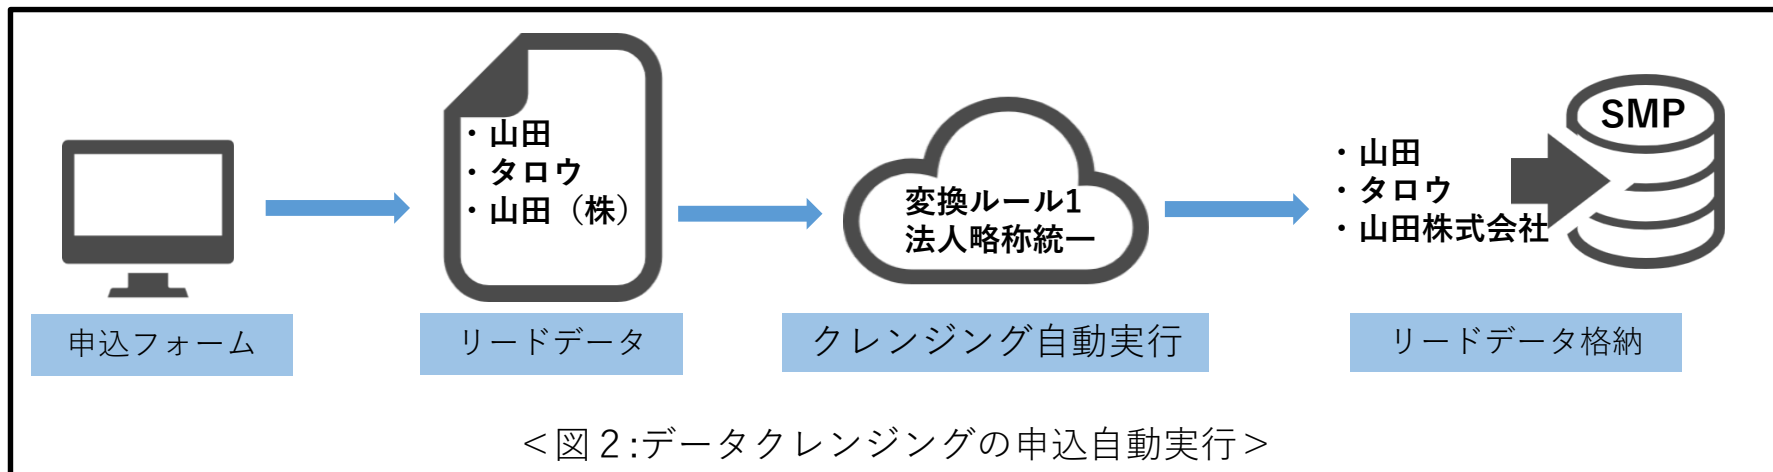 ・山田
・タロウ
・山田（株）
変換ルール1
法人略称統一
・山田
・タロウ
・山田株式会社
SMP
申込フォーム
リードデータ
クレンジング自動実行
リードデータ格納
＜図２:データクレンジングの申込自動実行＞